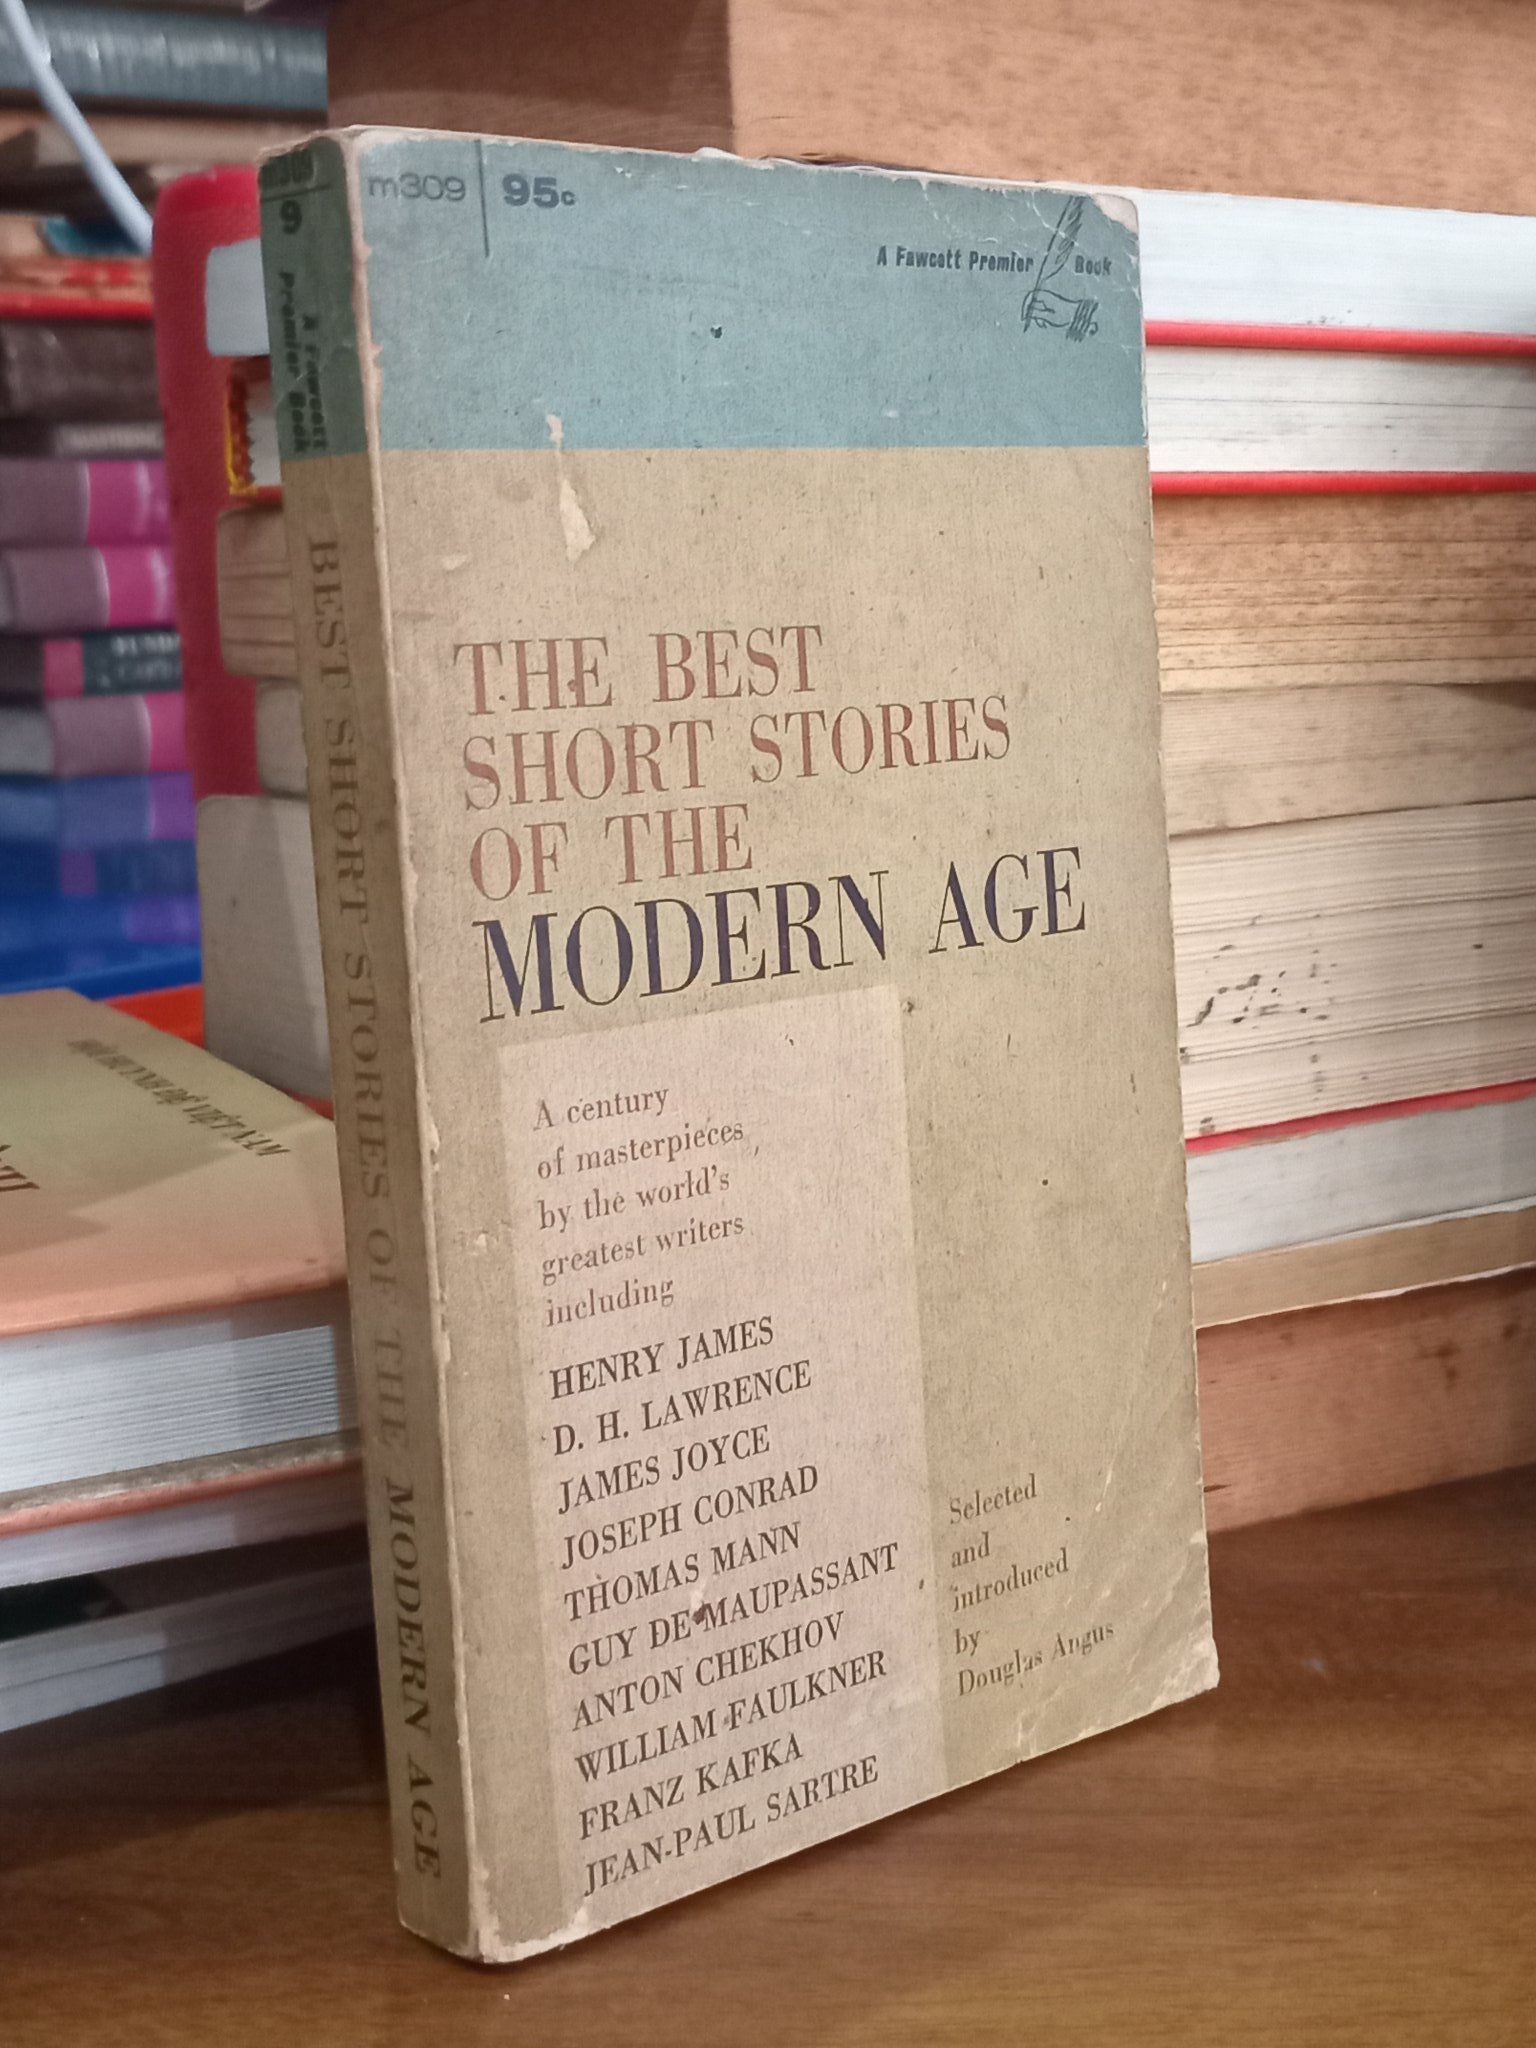 m309
95c
A Fawcett Premier Book
THE BEST
SHORT STORIES
OF THE
MODERN AGE
A century
of masterpieces
by the world's
greatest writers
including
HENRY JAMES
D. H. LAWRENCE
JAMES JOYCE
JOSEPH CONRAD
THOMAS MANN
GUY DE MAUPASSANT
ANTON CHEKHOV
WILLIAM FAULKNER
FRANZ KAFKA
JEAN-PAUL SARTRE
Selected
and
introduced
by
Douglas Angus
m309
9
A Fawcett
Premier Book
BEST SHORT STORIES OF THE MODERN AGE